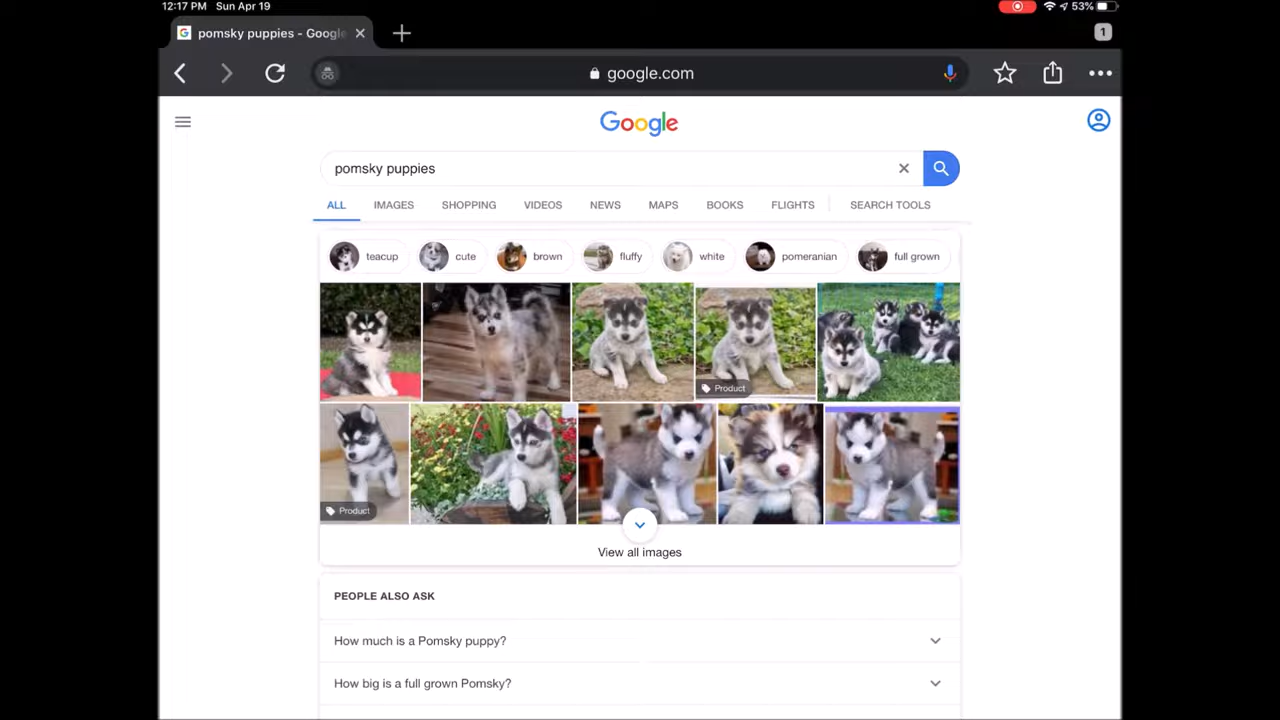 12:17 PM Sun Apr 19
53%
pomsky puppies - Google
1
google.com
Google
pomsky puppies
ALL IMAGES SHOPPING VIDEOS NEWS MAPS BOOKS FLIGHTS SEARCH TOOLS
teacup cute brown fluffy white pomeranian full grown
Product
Product
View all images
PEOPLE ALSO ASK
How much is a Pomsky puppy?
How big is a full grown Pomsky?